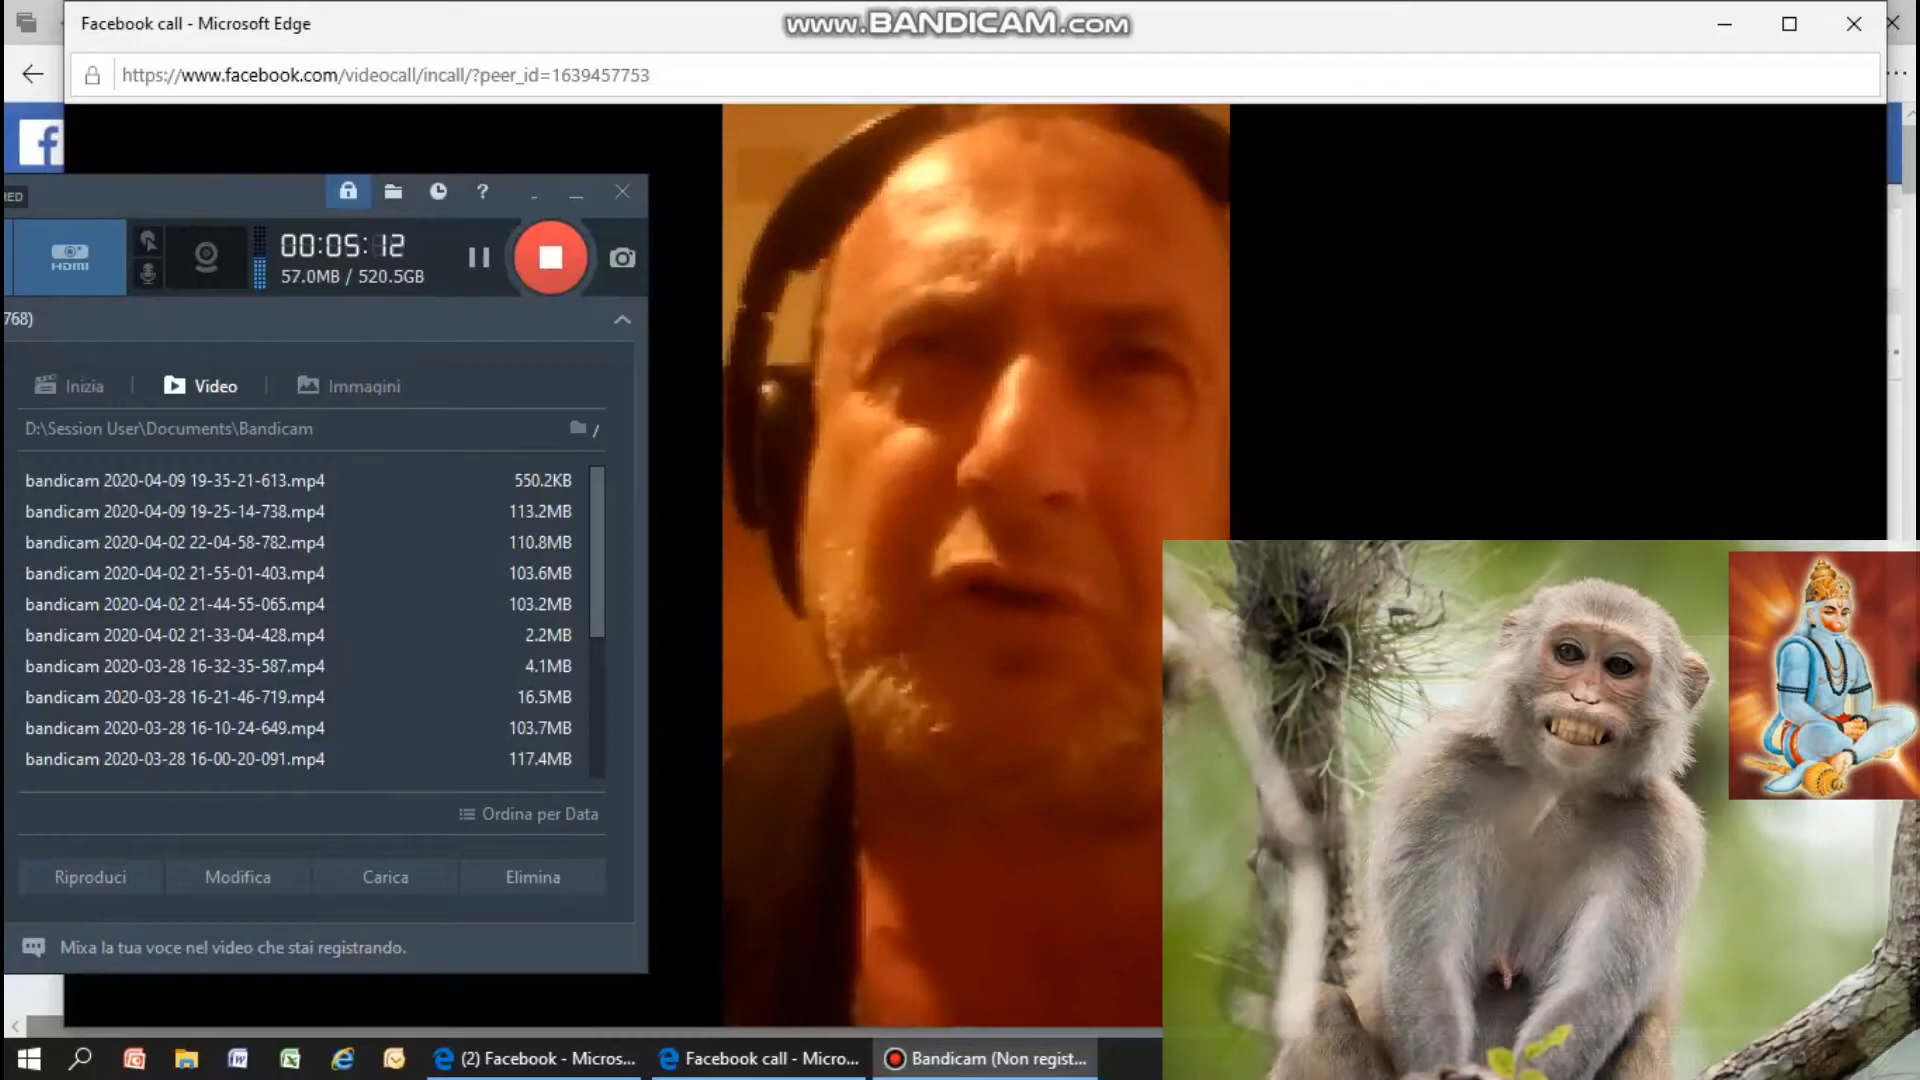 Facebook call - Microsoft Edge
www.BANDICAM.com
https://www.facebook.com/videocall/incall/?peer_id=1639457753
RED
HDMI
00:05:12
57.0MB / 520.5GB
768)
Inizia
Video
Immagini
D:\Session User\Documents\Bandicam
/
bandicam 2020-04-09 19-35-21-613.mp4 550.2KB
bandicam 2020-04-09 19-25-14-738.mp4 113.2MB
bandicam 2020-04-02 22-04-58-782.mp4 110.8MB
bandicam 2020-04-02 21-55-01-403.mp4 103.6MB
bandicam 2020-04-02 21-44-55-065.mp4 103.2MB
bandicam 2020-04-02 21-33-04-428.mp4 2.2MB
bandicam 2020-03-28 16-32-35-587.mp4 4.1MB
bandicam 2020-03-28 16-21-46-719.mp4 16.5MB
bandicam 2020-03-28 16-10-24-649.mp4 103.7MB
bandicam 2020-03-28 16-00-20-091.mp4 117.4MB
Ordina per Data
Riproduci
Modifica
Carica
Elimina
Mixa la tua voce nel video che stai registrando.
(2) Facebook - Micros...
Facebook call - Micro...
Bandicam (Non regist...